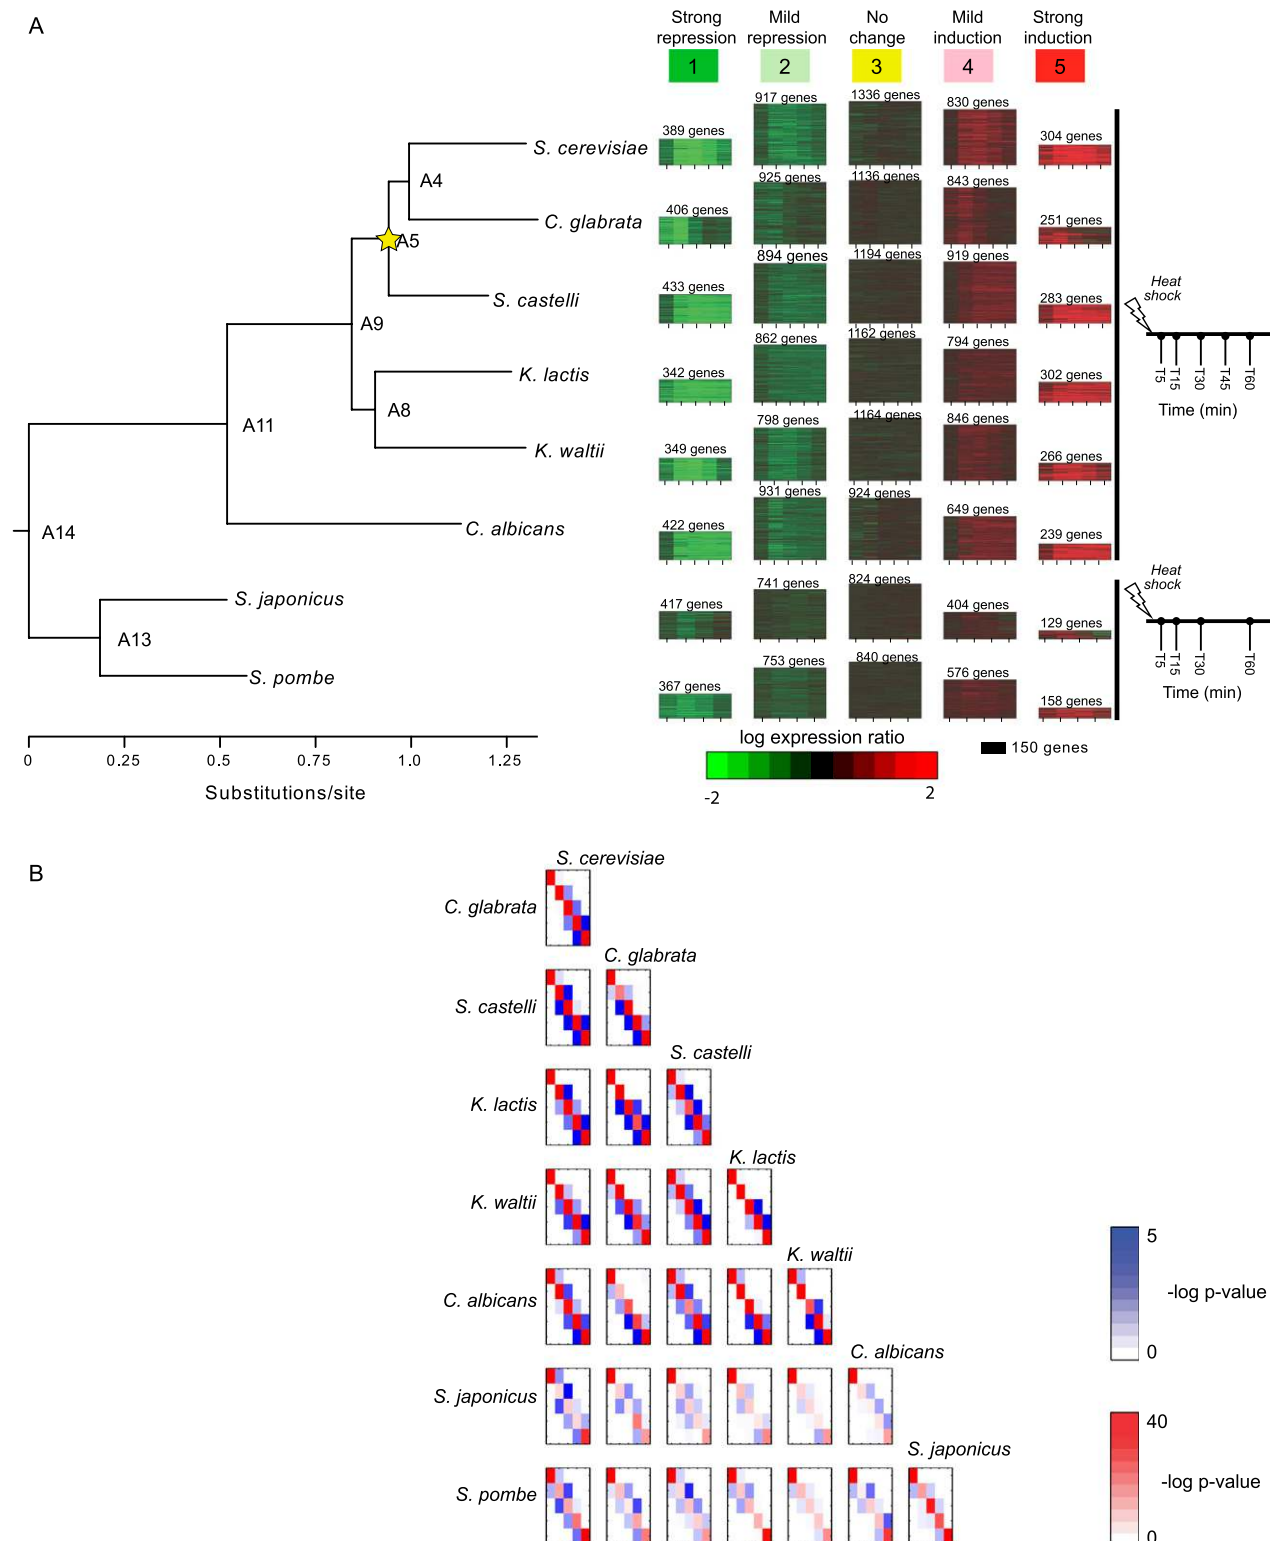 A
Strong repression
Mild repression
No change
Mild induction
Strong induction
1 2 3 4 5
389 genes 917 genes 1336 genes 830 genes 304 genes
S. cerevisiae
A4
406 genes 925 genes 1136 genes 843 genes 251 genes
C. glabrata
A5
433 genes 894 genes 1194 genes 919 genes 283 genes
S. castelli
A9
342 genes 862 genes 1162 genes 794 genes 302 genes
K. lactis
A8
349 genes 798 genes 1164 genes 846 genes 266 genes
K. waltii
A11
422 genes 931 genes 924 genes 649 genes 239 genes
C. albicans
A14
417 genes 741 genes 824 genes 404 genes 129 genes
S. japonicus
A13
367 genes 753 genes 840 genes 576 genes 158 genes
S. pombe
Heat shock
T5 T15 T30 T45 T60
Time (min)
Heat shock
T5 T15 T30 T60
Time (min)
0 0.25 0.5 0.75 1.0 1.25
Substitutions/site
log expression ratio
-2 2
150 genes
B
S. cerevisiae
C. glabrata
C. glabrata
S. castelli
S. castelli
K. lactis
K. lactis
K. waltii
K. waltii
C. albicans
C. albicans
S. japonicus
S. japonicus
S. pombe
5
-log p-value
0
40
-log p-value
0